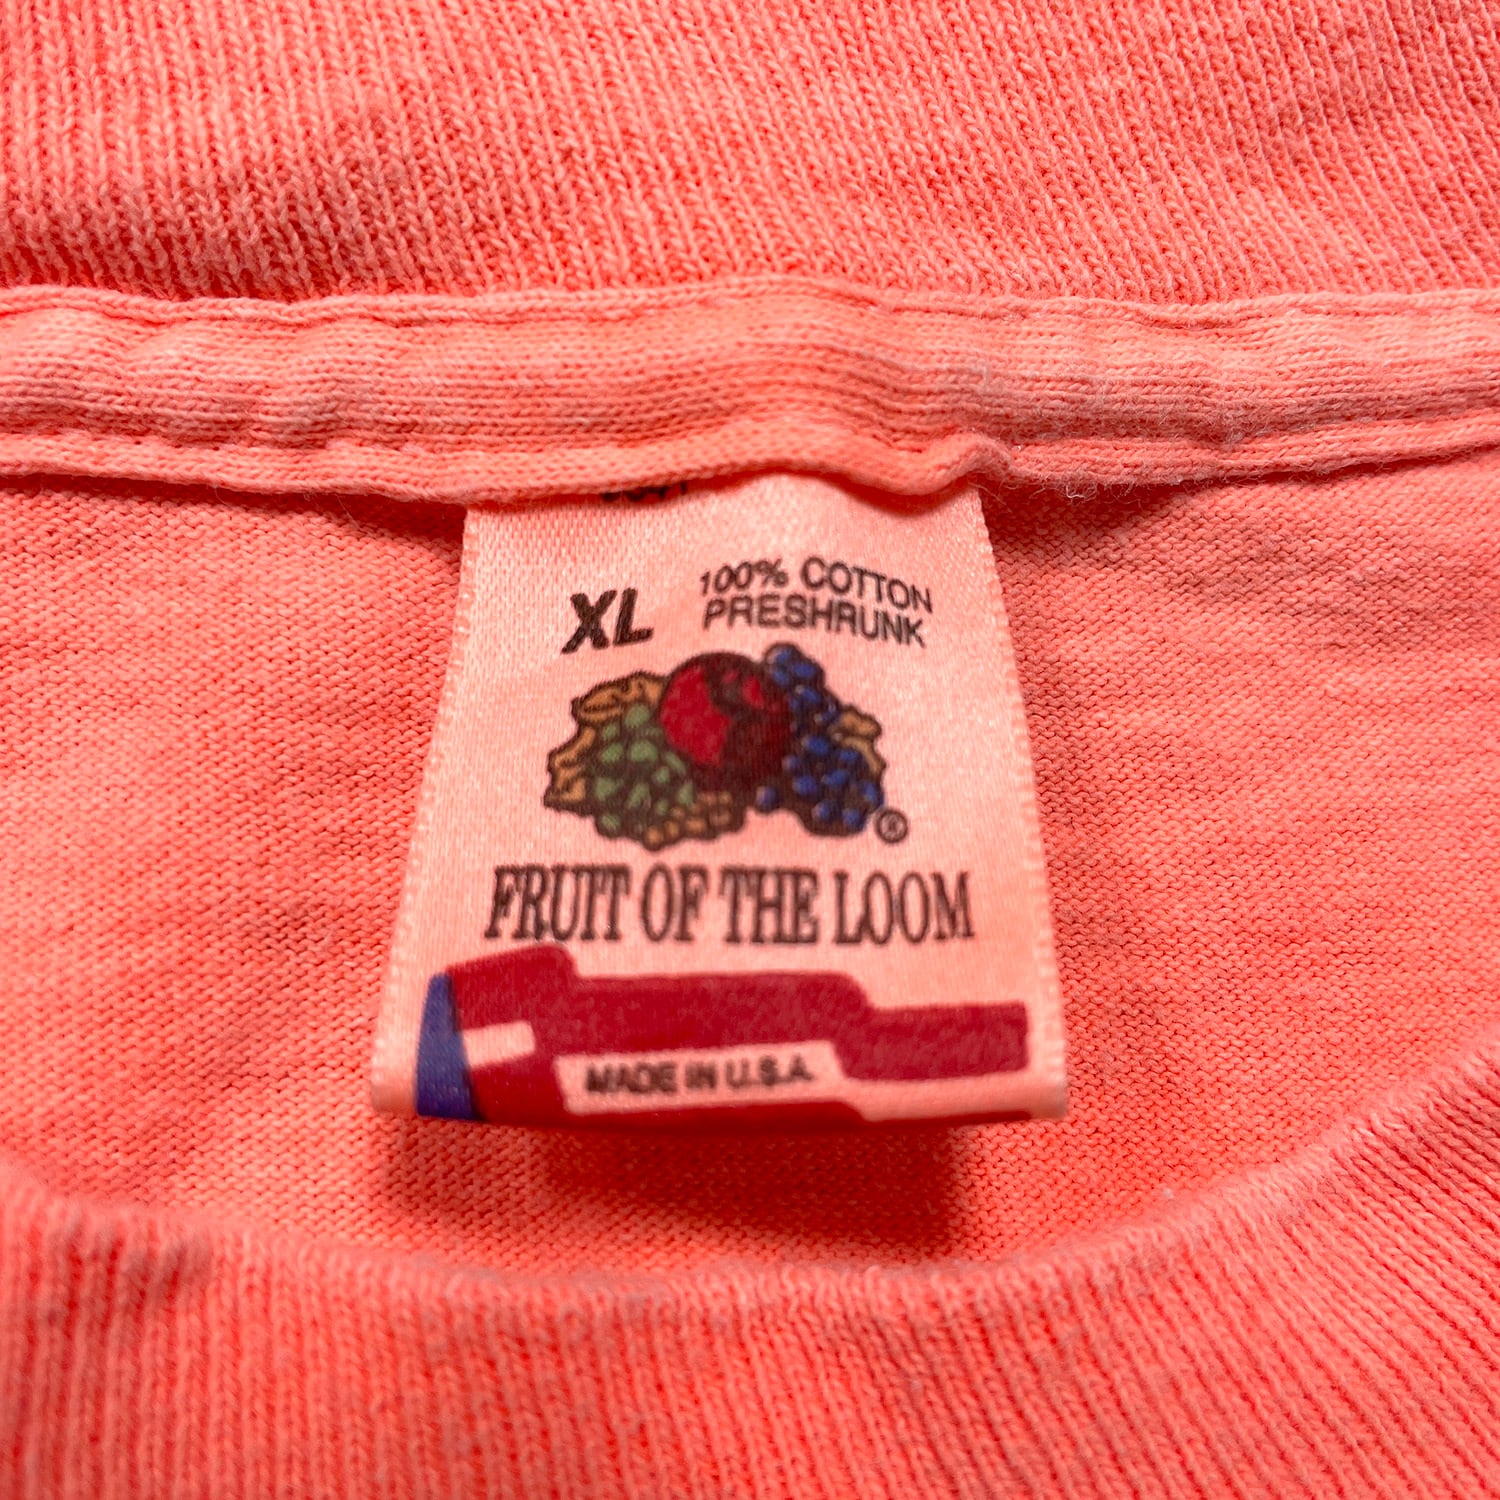 XL
100% COTTON
PRESHRUNK
®
FRUIT OF THE LOOM
MADE IN U.S.A.